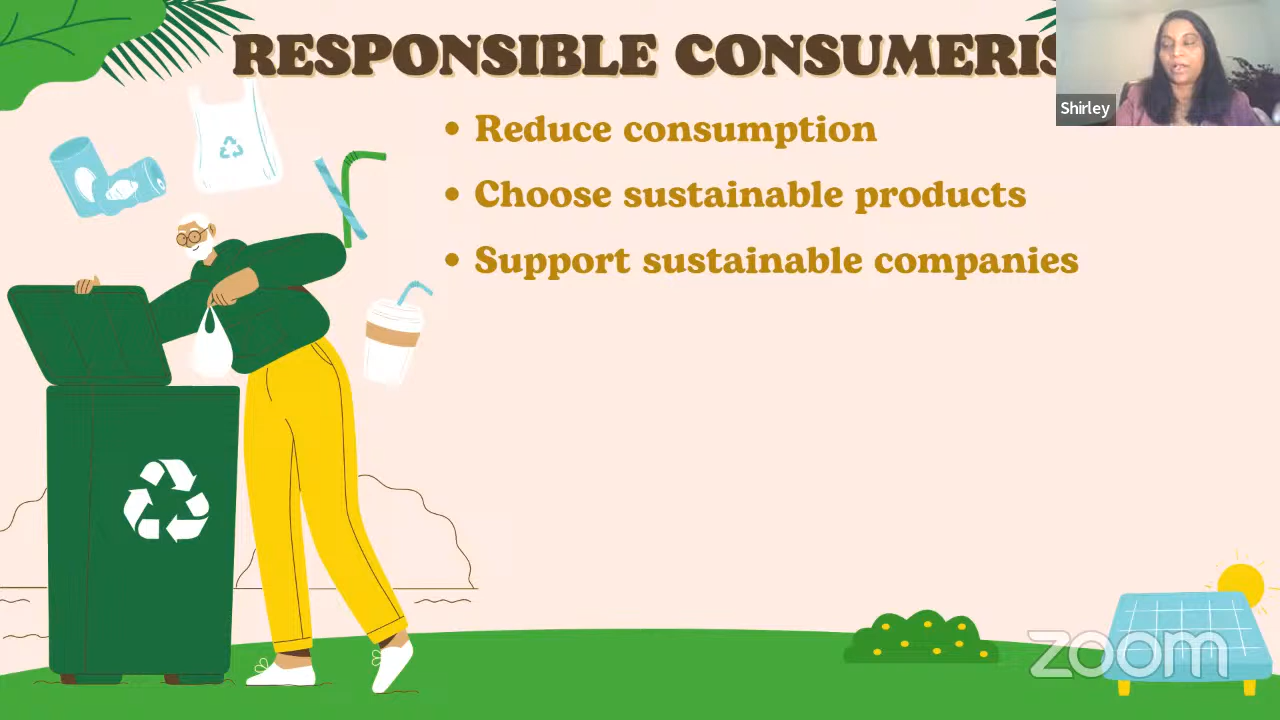 RESPONSIBLE CONSUMERIS
Shirley
• Reduce consumption
• Choose sustainable products
• Support sustainable companies
zoom